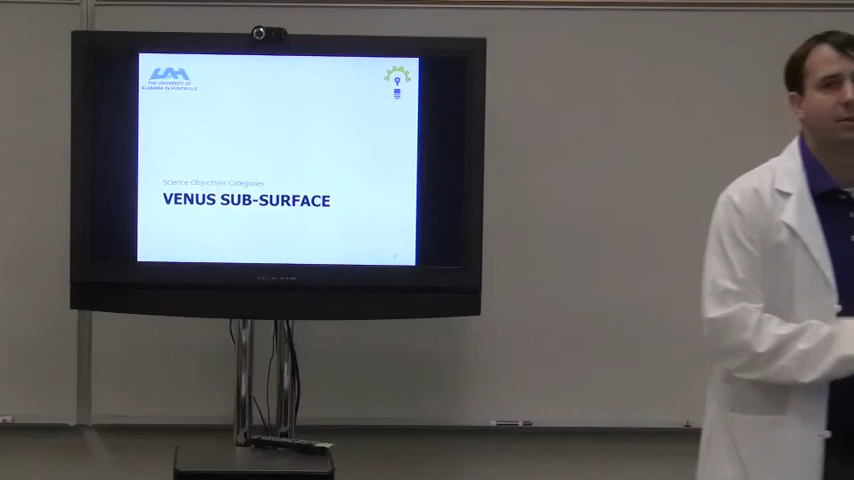 UAH
THE UNIVERSITY OF
ALABAMA IN HUNTSVILLE
Science Objectives Categories
VENUS SUB-SURFACE